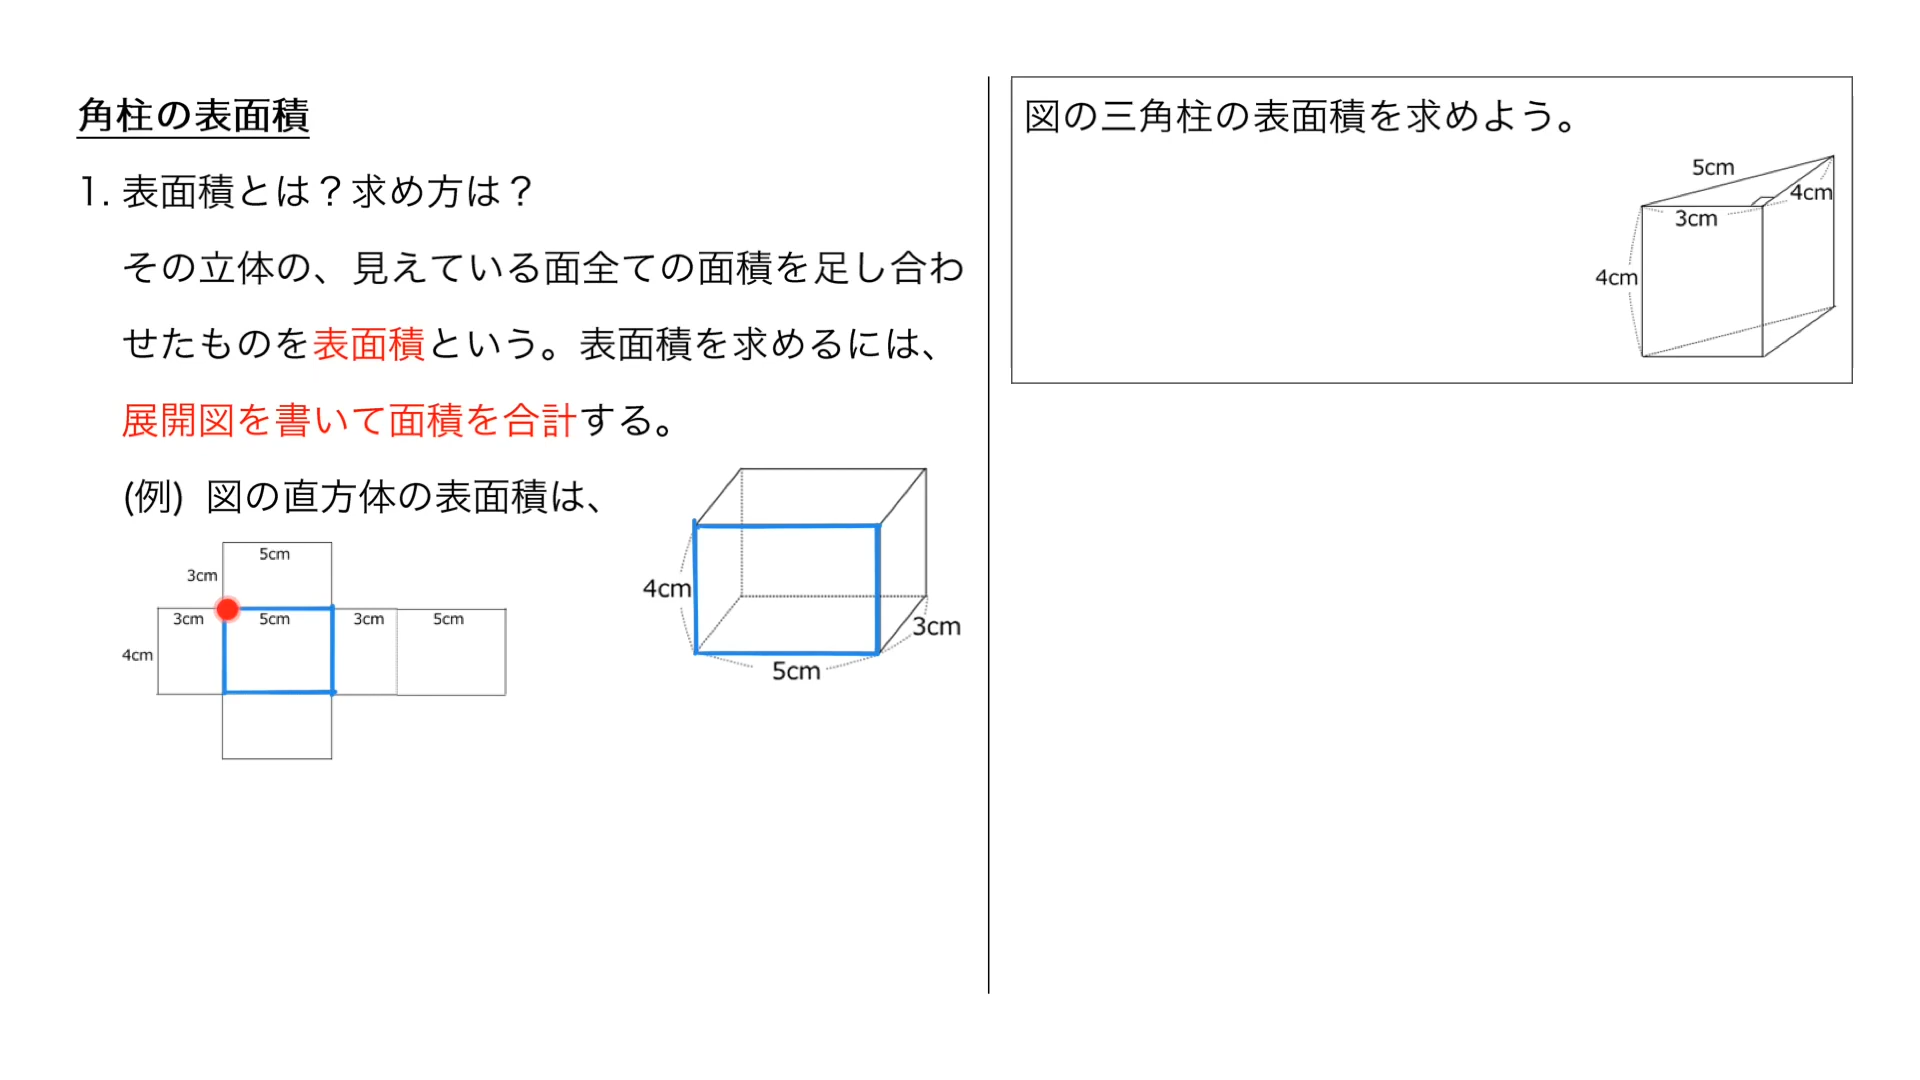 角柱の表面積
1. 表面積とは？求め方は？
その立体の、見えている面全ての面積を足し合わ
せたものを表面積という。表面積を求めるには、
展開図を書いて面積を合計する。
(例) 図の直方体の表面積は、
5cm
3cm
3cm 5cm 3cm 5cm
4cm
4cm
3cm
5cm
図の三角柱の表面積を求めよう。
5cm
4cm
3cm
4cm